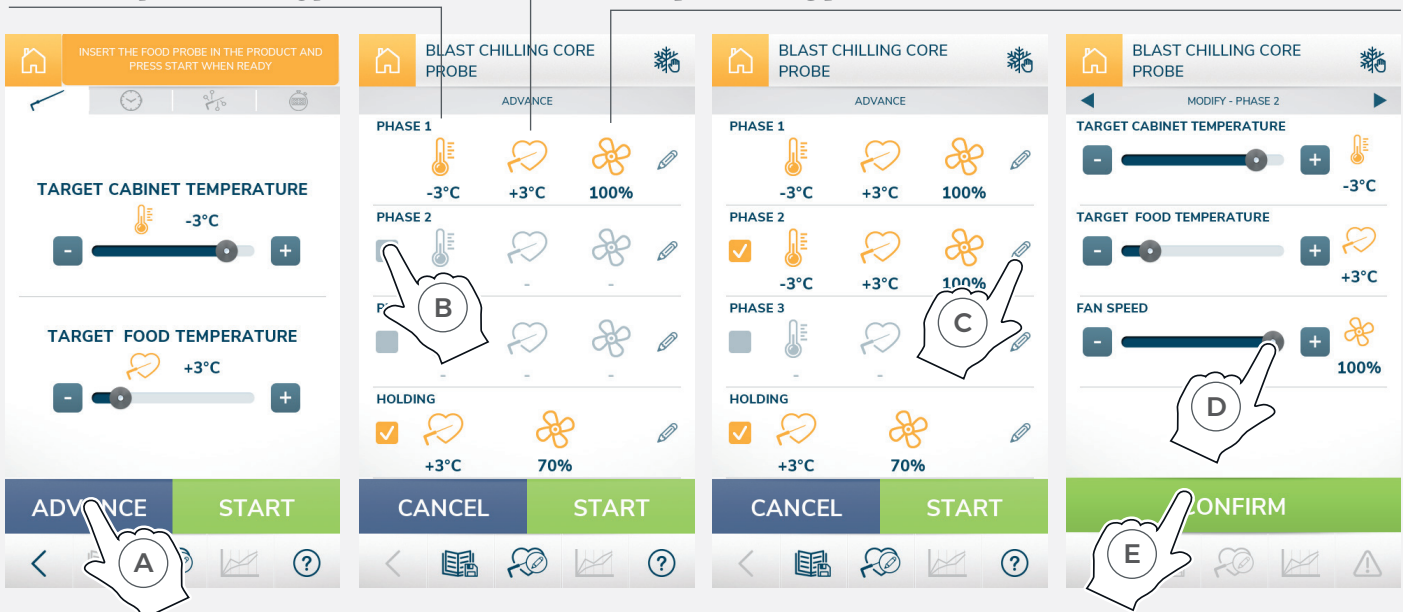 INSERT THE FOOD PROBE IN THE PRODUCT AND
PRESS START WHEN READY
TARGET CABINET TEMPERATURE
-3°C
-
+
TARGET FOOD TEMPERATURE
+3°C
-
+
START
A
?
BLAST CHILLING CORE
PROBE
ADVANCE
PHASE 1
-3°C +3°C 100%
PHASE 2
- -
B
-
HOLDING
+3°C 70%
CANCEL START
?
BLAST CHILLING CORE
PROBE
ADVANCE
PHASE 1
-3°C +3°C 100%
PHASE 2
-3°C +3°C 100%
PHASE 3
- -
C
HOLDING
+3°C 70%
CANCEL START
?
BLAST CHILLING CORE
PROBE
MODIFY - PHASE 2
TARGET CABINET TEMPERATURE
- +
-3°C
TARGET FOOD TEMPERATURE
- +
+3°C
FAN SPEED
- +
100%
D
CONFIRM
E